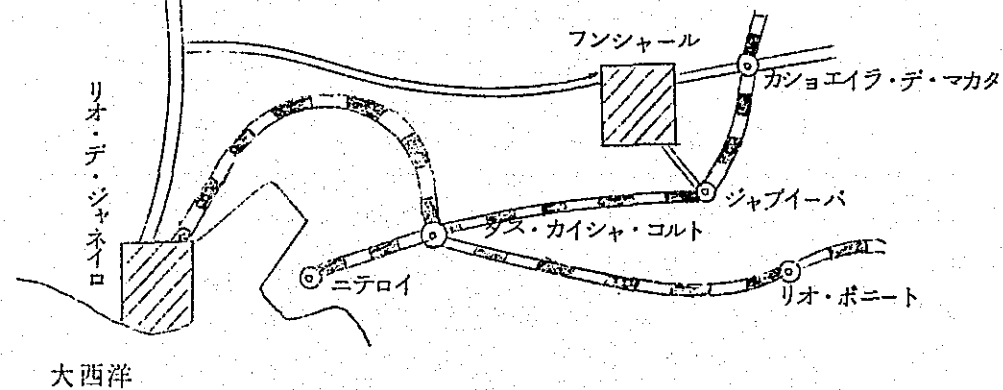 フンシャール
カショエイラ・デ・マカタ
リオ・デ・ジャネイロ
ジャプイーバ
タス・カイシャ・コルト
ニテロイ
リオ・ボニート
大西洋